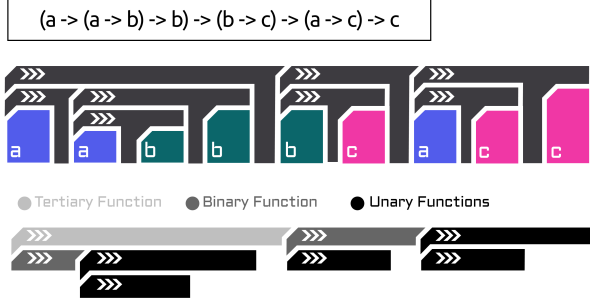 (a -> (a -> b) -> b) -> (b -> c) -> (a -> c) -> c
a a b b b c a c c
Tertiary Function Binary Function Unary Functions